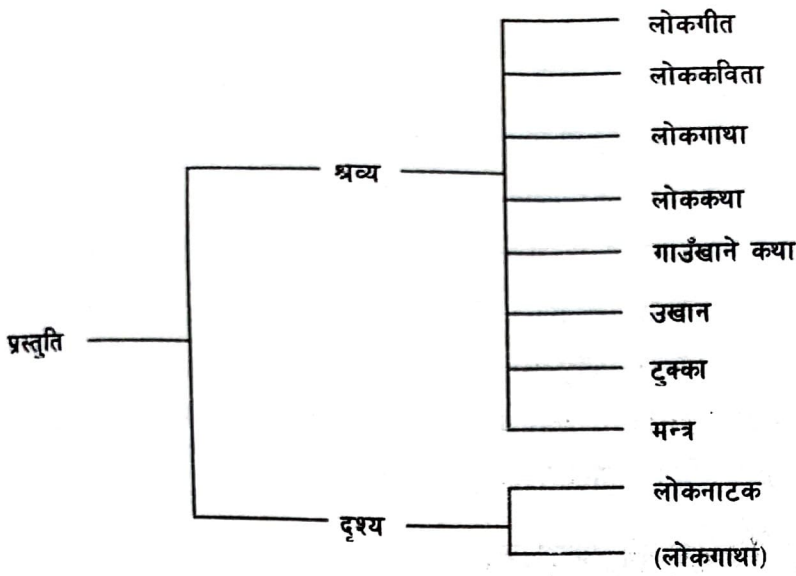 लोकगीत
लोककविता
लोकगाथा
श्रव्य
लोककथा
गाउँखाने कथा
उखान
प्रस्तुति
टुक्का
मन्त्र
लोकनाटक
दृश्य
(लोकगाथा)